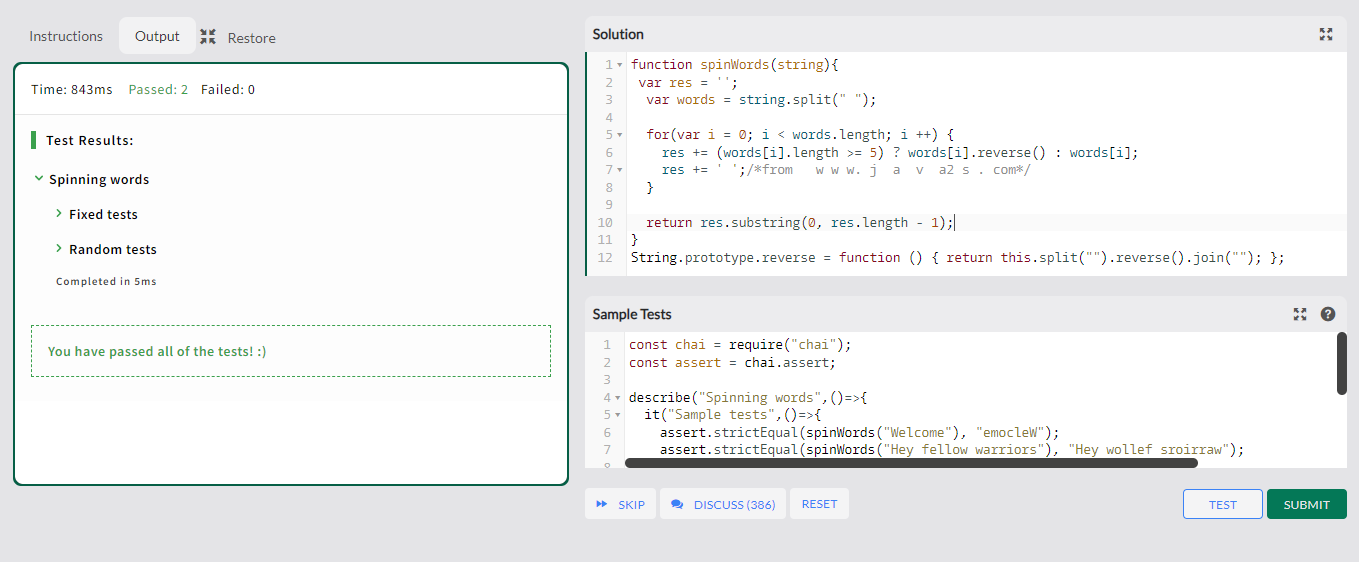 Instructions
Output
Restore
Time: 843ms Passed: 2 Failed: 0
Test Results:
Spinning words
Fixed tests
Random tests
Completed in 5ms
You have passed all of the tests! :)
Solution
1 function spinWords(string){
2 var res = '';
3 var words = string.split(" ");
4
5 for(var i = 0; i < words.length; i ++) {
6 res += (words[i].length >= 5) ? words[i].reverse() : words[i];
7 res += ' ';/*from   w w w. j  a  v  a2 s . com*/
8 }
9
10 return res.substring(0, res.length - 1);
11 }
12 String.prototype.reverse = function () { return this.split("").reverse().join(""); };
Sample Tests
1 const chai = require("chai");
2 const assert = chai.assert;
3
4 describe("Spinning words",()=>{
5 it("Sample tests",()=>{
6 assert.strictEqual(spinWords("Welcome"), "emocleW");
7 assert.strictEqual(spinWords("Hey fellow warriors"), "Hey wollef sroirraw");
SKIP
DISCUSS (386)
RESET
TEST
SUBMIT